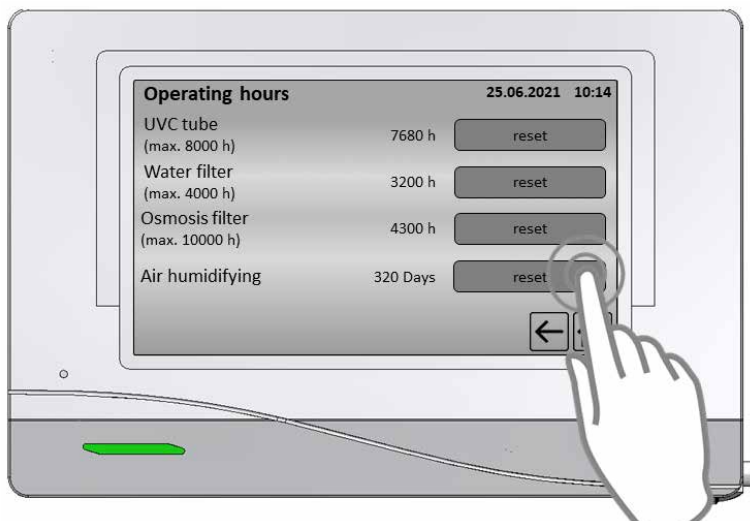 Operating hours 25.06.2021 10:14
UVC tube
(max. 8000 h) 7680 h reset
Water filter
(max. 4000 h) 3200 h reset
Osmosis filter
(max. 10000 h) 4300 h reset
Air humidifying 320 Days reset